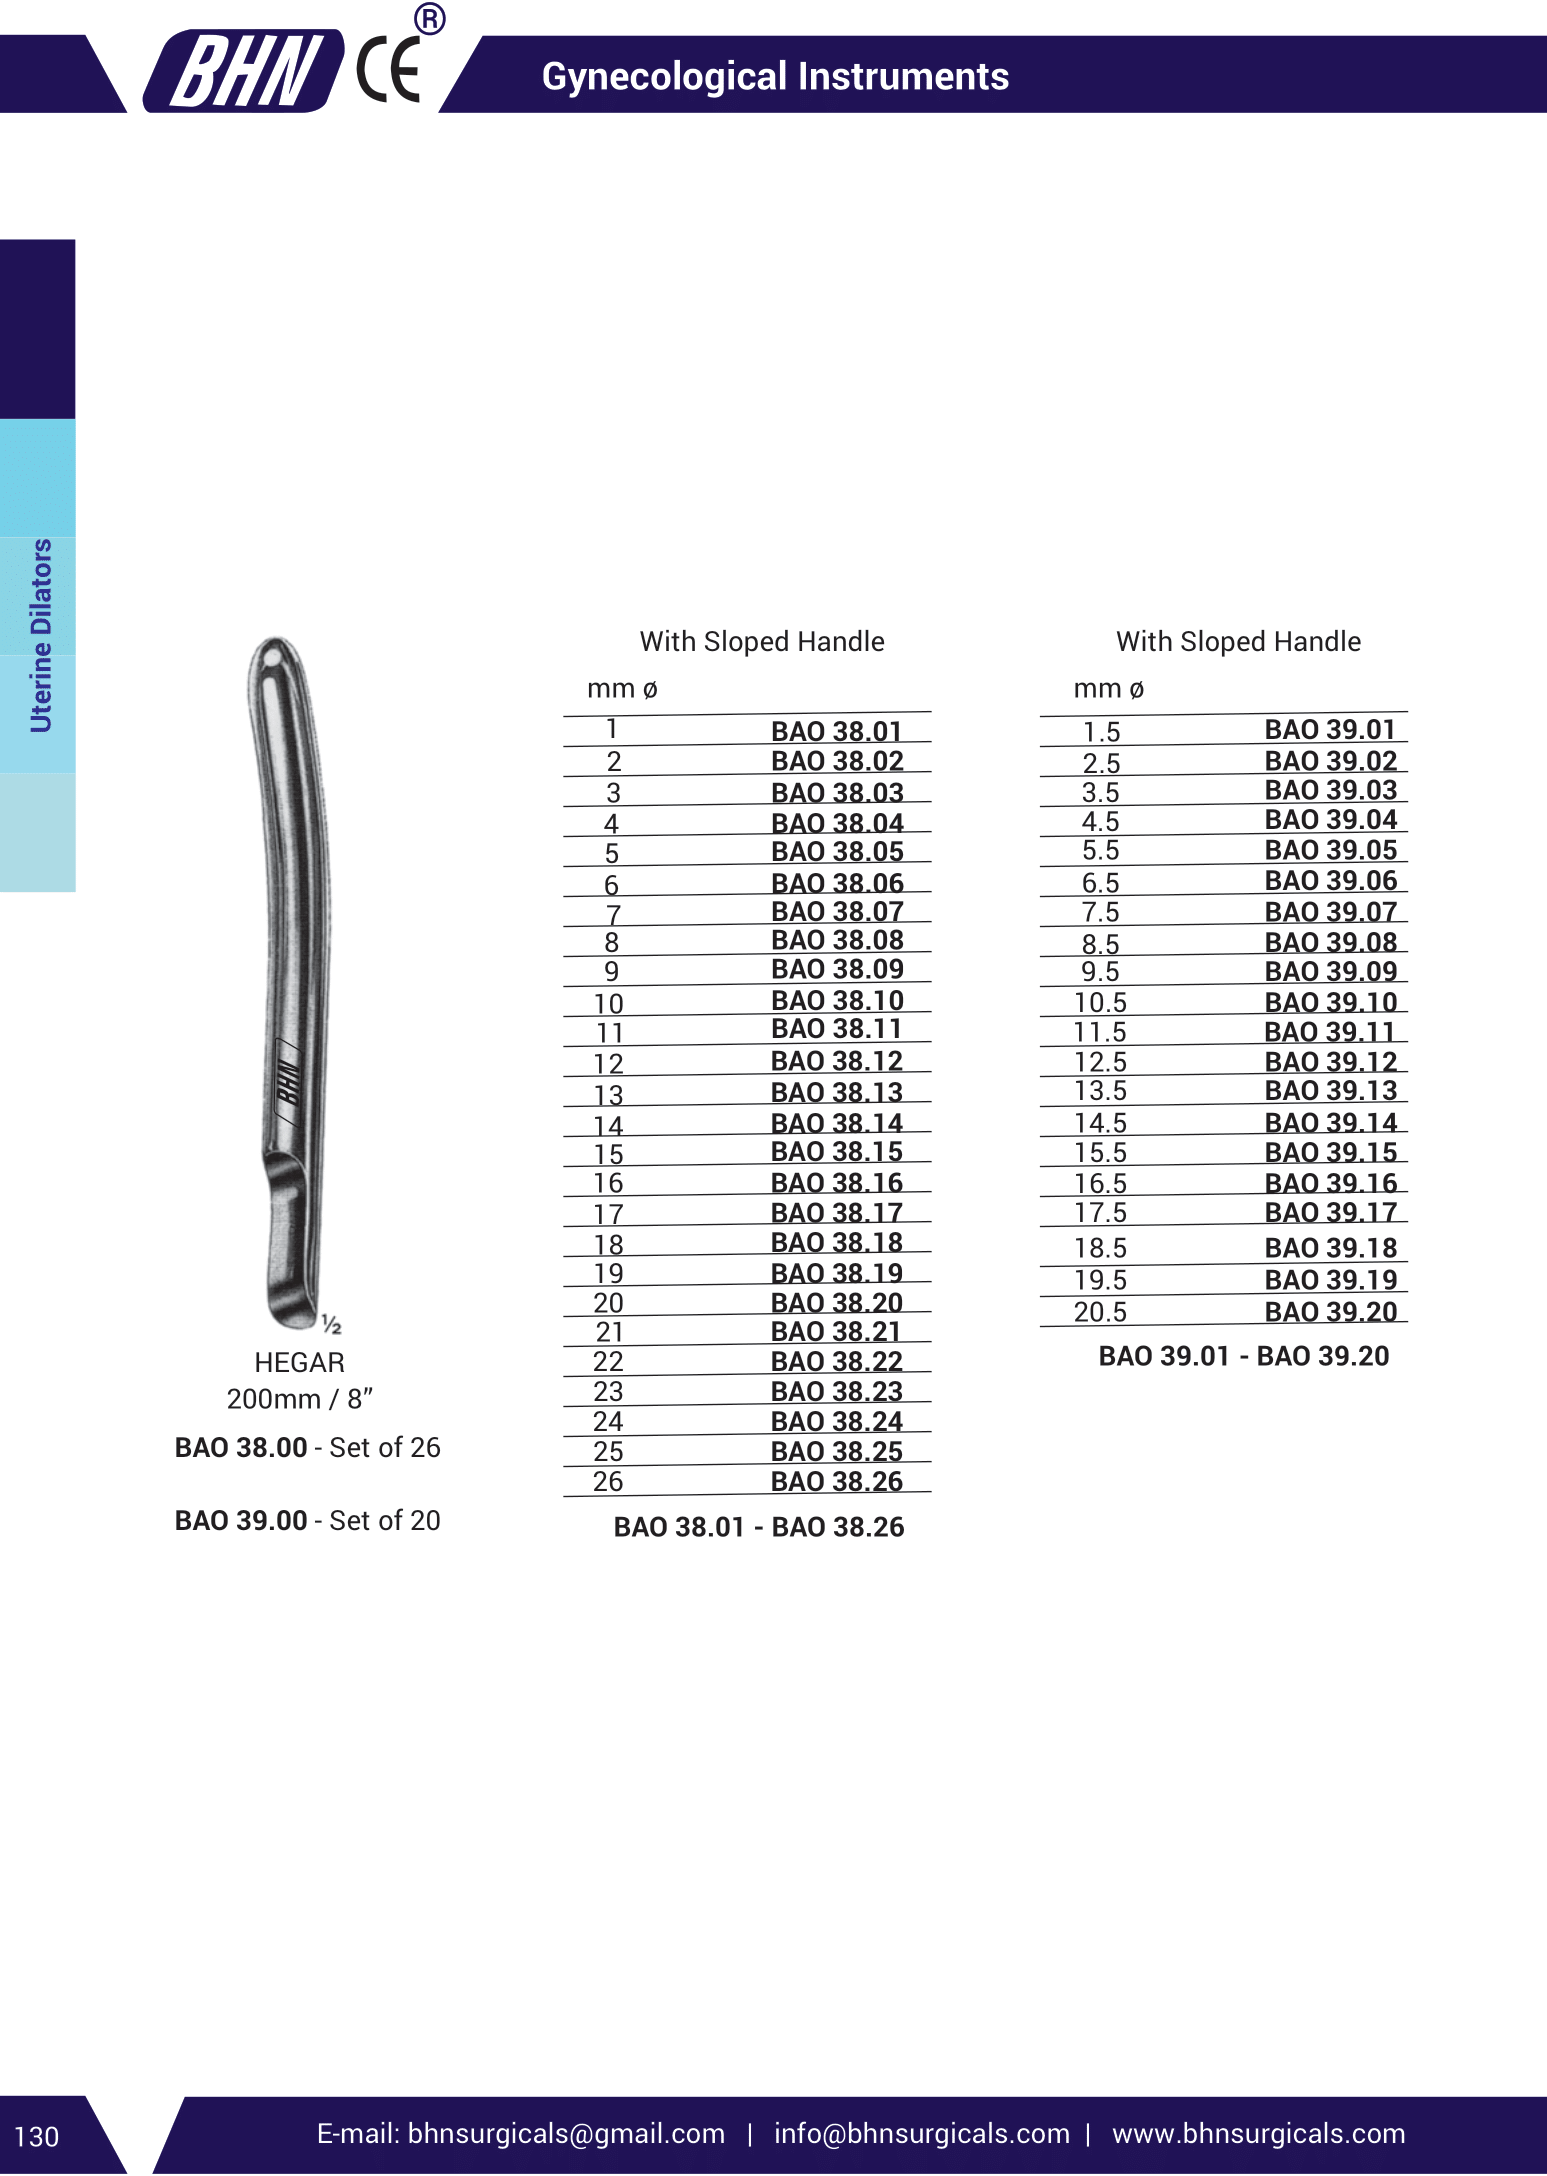 BHN CE ®
Gynecological Instruments
Uterine Dilators
BHN
½
HEGAR
200mm / 8”
BAO 38.00 - Set of 26
BAO 39.00 - Set of 20
With Sloped Handle
mm ø
1 BAO 38.01
2 BAO 38.02
3 BAO 38.03
4 BAO 38.04
5 BAO 38.05
6 BAO 38.06
7 BAO 38.07
8 BAO 38.08
9 BAO 38.09
10 BAO 38.10
11 BAO 38.11
12 BAO 38.12
13 BAO 38.13
14 BAO 38.14
15 BAO 38.15
16 BAO 38.16
17 BAO 38.17
18 BAO 38.18
19 BAO 38.19
20 BAO 38.20
21 BAO 38.21
22 BAO 38.22
23 BAO 38.23
24 BAO 38.24
25 BAO 38.25
26 BAO 38.26
BAO 38.01 - BAO 38.26
With Sloped Handle
mm ø
1.5 BAO 39.01
2.5 BAO 39.02
3.5 BAO 39.03
4.5 BAO 39.04
5.5 BAO 39.05
6.5 BAO 39.06
7.5 BAO 39.07
8.5 BAO 39.08
9.5 BAO 39.09
10.5 BAO 39.10
11.5 BAO 39.11
12.5 BAO 39.12
13.5 BAO 39.13
14.5 BAO 39.14
15.5 BAO 39.15
16.5 BAO 39.16
17.5 BAO 39.17
18.5 BAO 39.18
19.5 BAO 39.19
20.5 BAO 39.20
BAO 39.01 - BAO 39.20
130
E-mail: bhnsurgicals@gmail.com | info@bhnsurgicals.com | www.bhnsurgicals.com